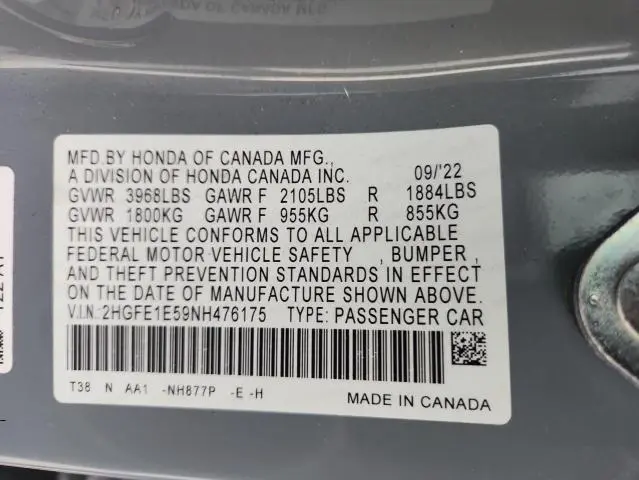 MFD.BY HONDA OF CANADA MFG.,
A DIVISION OF HONDA CANADA INC. 09/'22
GVWR 3968LBS GAWR F 2105LBS R 1884LBS
GVWR 1800KG GAWR F 955KG R 855KG
THIS VEHICLE CONFORMS TO ALL APPLICABLE
FEDERAL MOTOR VEHICLE SAFETY , BUMPER ,
AND THEFT PREVENTION STANDARDS IN EFFECT
ON THE DATE OF MANUFACTURE SHOWN ABOVE.
V.I.N.:2HGFE1E59NH476175 TYPE: PASSENGER CAR
T38 N AA1 -NH877P -E -H
MADE IN CANADA